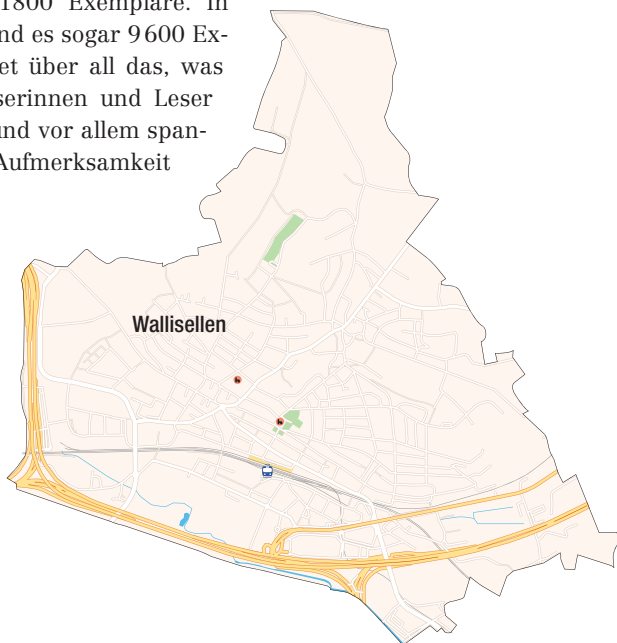 1800 Exemplare. In
nd es sogar 9600 Ex-
et über all das, was
serinnen und Leser
und vor allem span-
Aufmerksamkeit
Wallisellen